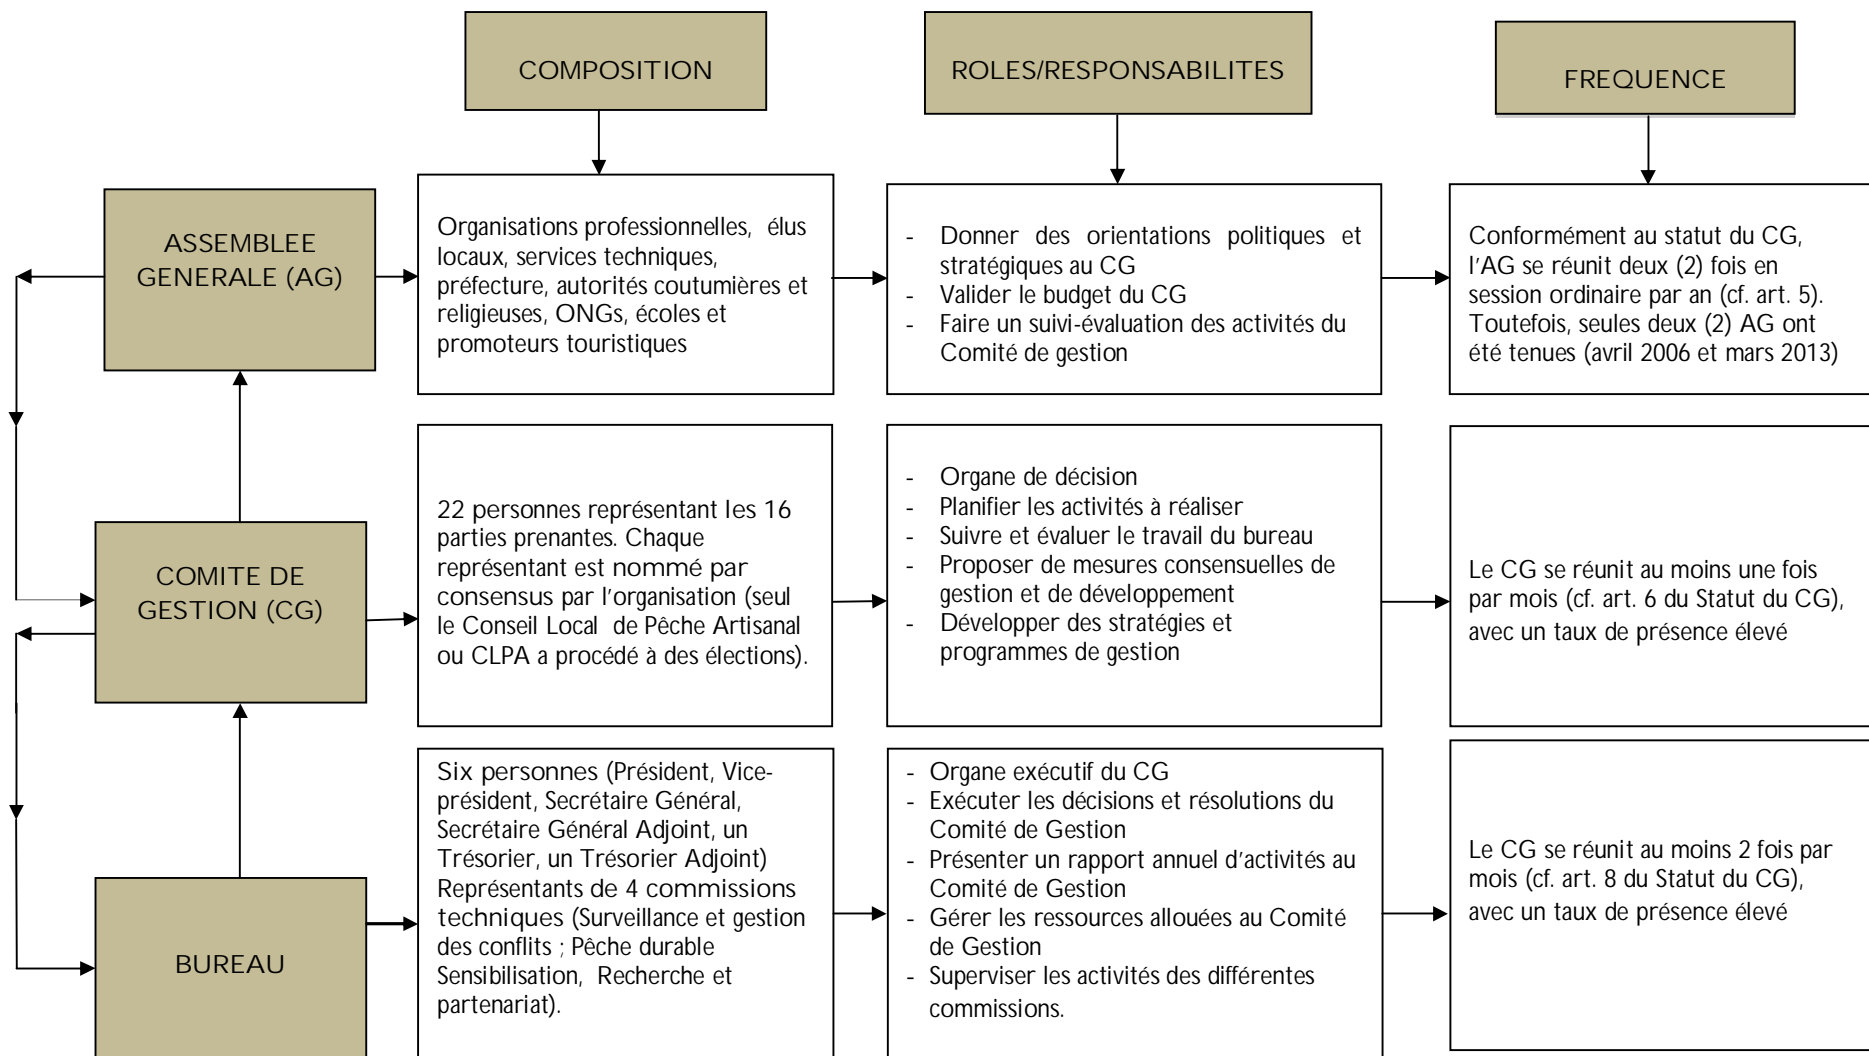 COMPOSITION
ROLES/RESPONSABILITES
FREQUENCE
ASSEMBLEE
GENERALE (AG)
Organisations professionnelles, élus
locaux, services techniques,
préfecture, autorités coutumières et
religieuses, ONGs, écoles et
promoteurs touristiques
- Donner des orientations politiques et
stratégiques au CG
- Valider le budget du CG
- Faire un suivi-évaluation des activités du
Comité de gestion
Conformément au statut du CG,
l'AG se réunit deux (2) fois en
session ordinaire par an (cf. art. 5).
Toutefois, seules deux (2) AG ont
été tenues (avril 2006 et mars 2013)
COMITE DE
GESTION (CG)
22 personnes représentant les 16
parties prenantes. Chaque
représentant est nommé par
consensus par l'organisation (seul
le Conseil Local de Pêche Artisanal
ou CLPA a procédé à des élections).
- Organe de décision
- Planifier les activités à réaliser
- Suivre et évaluer le travail du bureau
- Proposer de mesures consensuelles de
gestion et de développement
- Développer des stratégies et
programmes de gestion
Le CG se réunit au moins une fois
par mois (cf. art. 6 du Statut du CG),
avec un taux de présence élevé
BUREAU
Six personnes (Président, Vice-
président, Secrétaire Général,
Secrétaire Général Adjoint, un
Trésorier, un Trésorier Adjoint)
Représentants de 4 commissions
techniques (Surveillance et gestion
des conflits ; Pêche durable
Sensibilisation, Recherche et
partenariat).
- Organe exécutif du CG
- Exécuter les décisions et résolutions du
Comité de Gestion
- Présenter un rapport annuel d'activités au
Comité de Gestion
- Gérer les ressources allouées au Comité
de Gestion
- Superviser les activités des différentes
commissions.
Le CG se réunit au moins 2 fois par
mois (cf. art. 8 du Statut du CG),
avec un taux de présence élevé